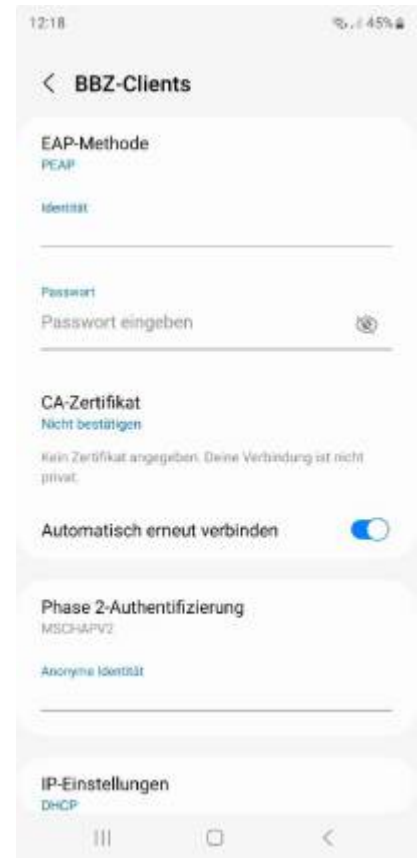 12:18
45%
BBZ-Clients
EAP-Methode
PEAP
Identität
Passwort
Passwort eingeben
CA-Zertifikat
Nicht bestätigen
Kein Zertifikat angegeben. Deine Verbindung ist nicht
privat.
Automatisch erneut verbinden
Phase 2-Authentifizierung
MSCHAPV2
Anonyme Identität
IP-Einstellungen
DHCP